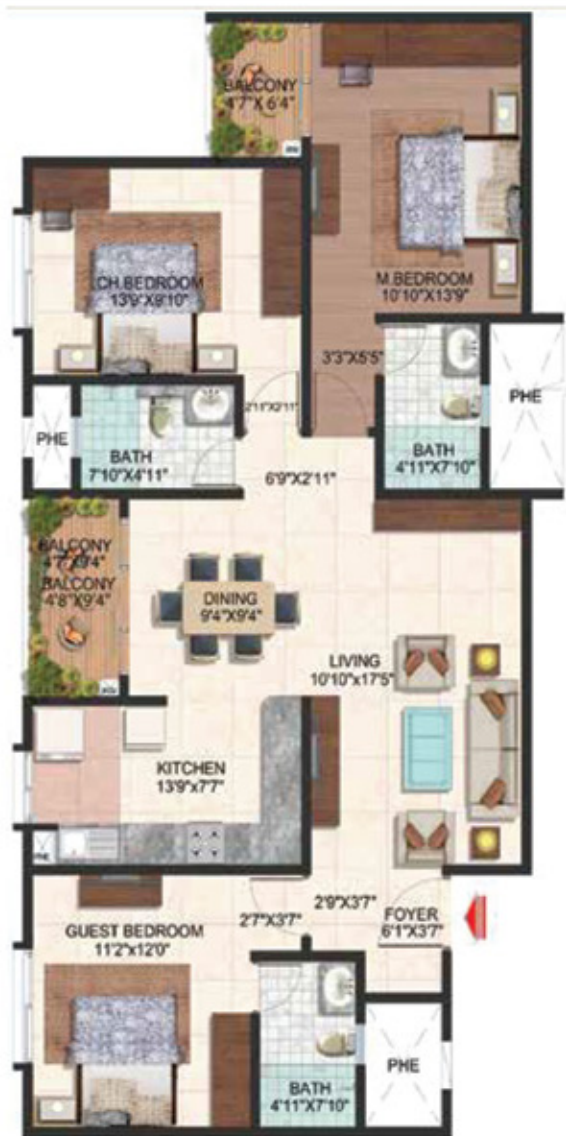 BALCONY
4'7"X 6'4"
CH.BEDROOM
13'9"X9'10"
M.BEDROOM
10'10"X13'9"
3'3"X5'5"
2'11"X2'11"
PHE
PHE
BATH
7'10"X4'11"
BATH
4'11"X7'10"
6'9"X2'11"
BALCONY
BALCONY
4'8"X9'4"
DINING
9'4"X9'4"
LIVING
10'10"x17'5"
KITCHEN
13'9"x7'7"
PHE
2'7"X3'7"
2'9"X3'7"
FOYER
6'1"X3'7"
GUEST BEDROOM
11'2"x12'0"
BATH
4'11"X7'10"
PHE